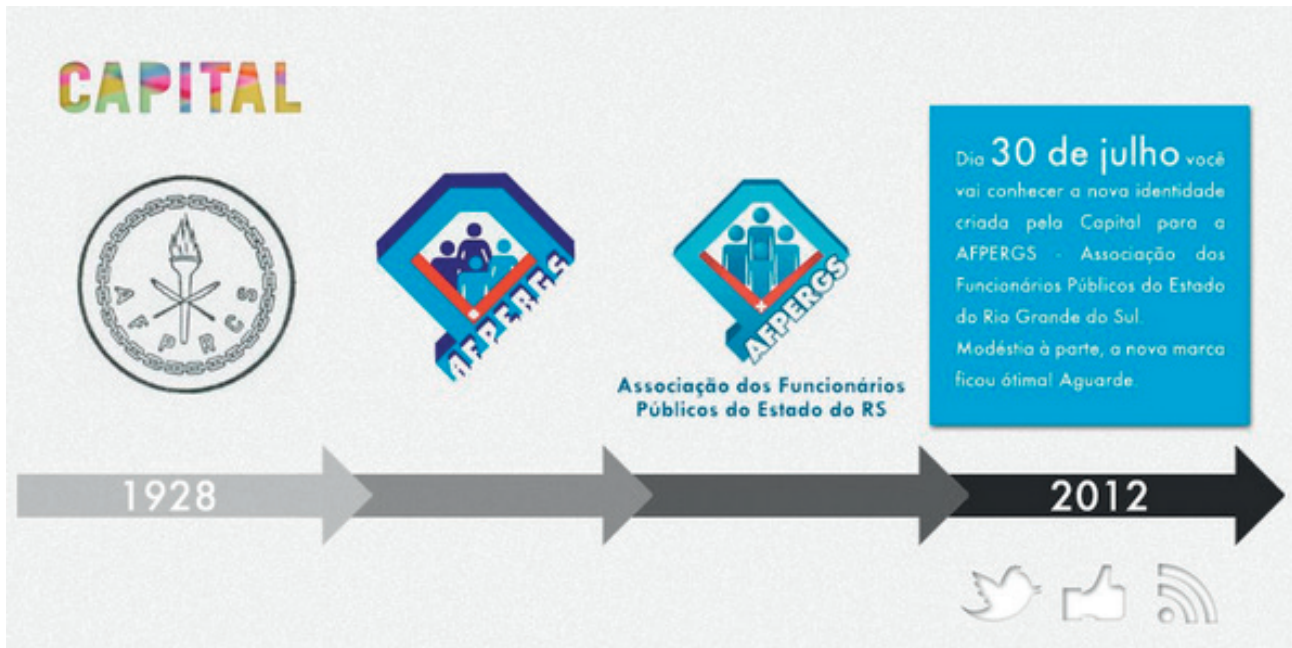 CAPITAL
A F P R C S
AFPERGS
AFPERGS
Associação dos Funcionários
Públicos do Estado do RS
Dia 30 de julho você
vai conhecer a nova identidade
criada pela Capital para a
AFPERGS - Associação dos
Funcionários Públicos do Estado
do Rio Grande do Sul.
Modéstia à parte, a nova marca
ficou ótima! Aguarde.
1928
2012